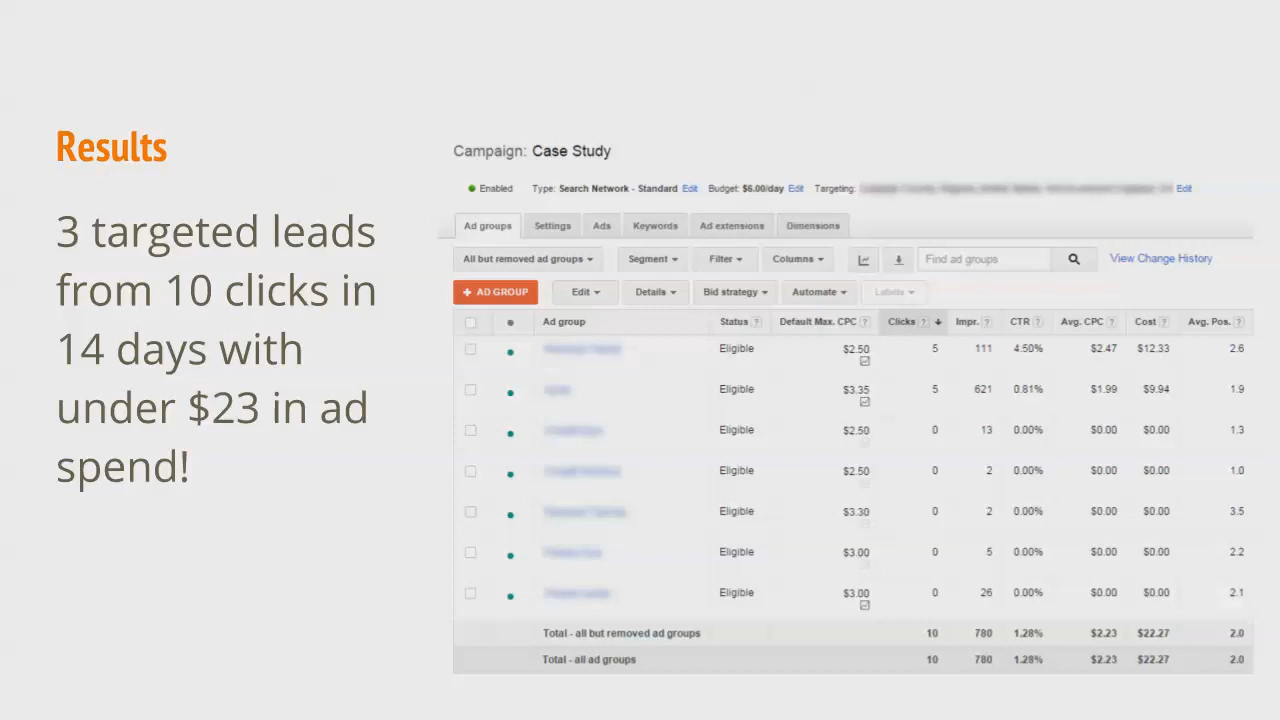 Results
3 targeted leads
from 10 clicks in
14 days with
under $23 in ad
spend!
Campaign: Case Study
Enabled Type: Search Network - Standard Edit Budget: $6.00/day Edit Targeting: Edit
Ad groups Settings Ads Keywords Ad extensions Dimensions
All but removed ad groups Segment Filter Columns Find ad groups View Change History
+ AD GROUP Edit Details Bid strategy Automate Labels
Ad group Status ? Default Max. CPC ? Clicks ? Impr. ? CTR ? Avg. CPC ? Cost ? Avg. Pos. ?
Eligible $2.50 5 111 4.50% $2.47 $12.33 2.6
Eligible $3.35 5 621 0.81% $1.99 $9.94 1.9
Eligible $2.50 0 13 0.00% $0.00 $0.00 1.3
Eligible $2.50 0 2 0.00% $0.00 $0.00 1.0
Eligible $3.30 0 2 0.00% $0.00 $0.00 3.5
Eligible $3.00 0 5 0.00% $0.00 $0.00 2.2
Eligible $3.00 0 26 0.00% $0.00 $0.00 2.1
Total - all but removed ad groups 10 780 1.28% $2.23 $22.27 2.0
Total - all ad groups 10 780 1.28% $2.23 $22.27 2.0